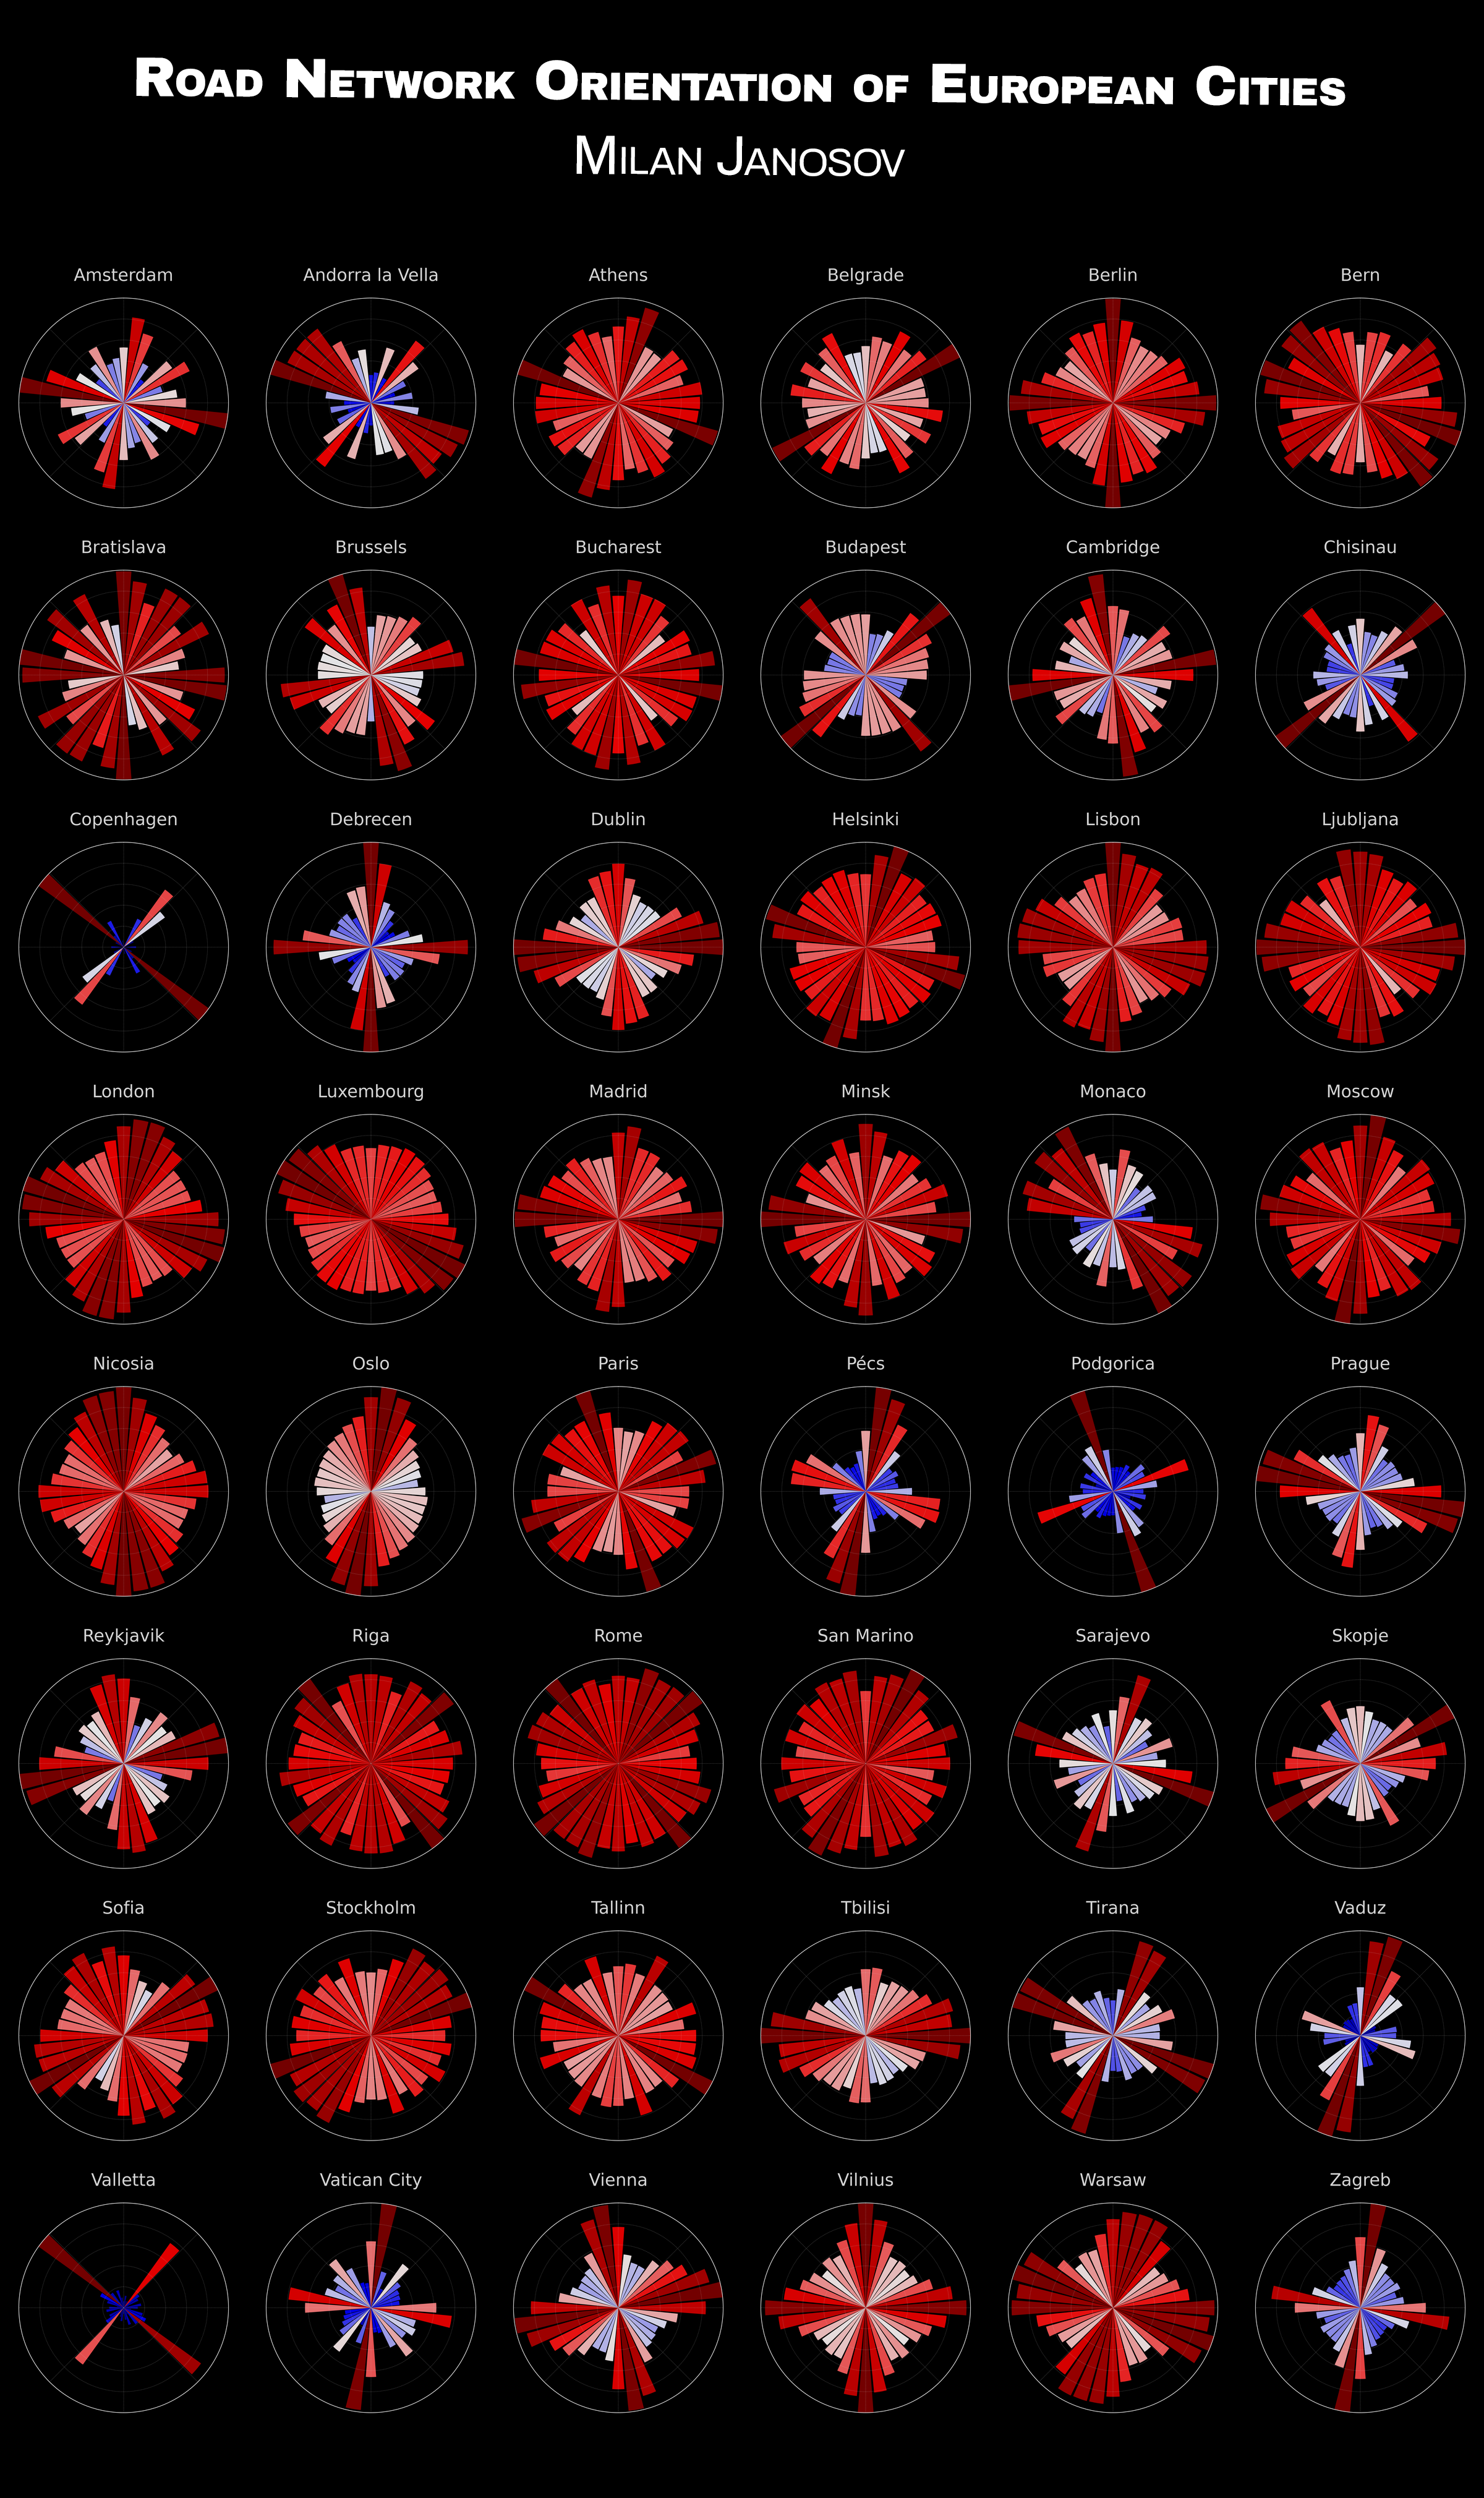 Road Network Orientation of European Cities
Milan Janosov
Amsterdam Andorra la Vella Athens Belgrade Berlin Bern
Bratislava Brussels Bucharest Budapest Cambridge Chisinau
Copenhagen Debrecen Dublin Helsinki Lisbon Ljubljana
London Luxembourg Madrid Minsk Monaco Moscow
Nicosia Oslo Paris Pécs Podgorica Prague
Reykjavik Riga Rome San Marino Sarajevo Skopje
Sofia Stockholm Tallinn Tbilisi Tirana Vaduz
Valletta Vatican City Vienna Vilnius Warsaw Zagreb